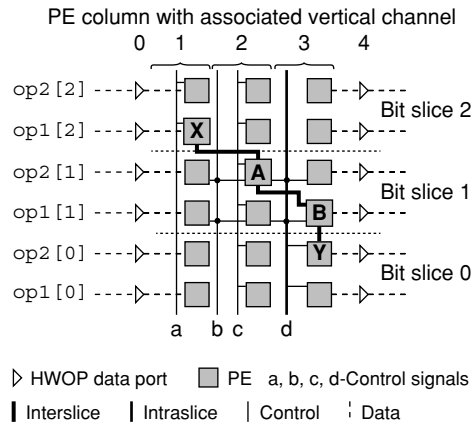 PE column with associated vertical channel
0 1 2 3 4
op2[2]
Bit slice 2
op1[2] X
op2[1] A
Bit slice 1
op1[1] B
op2[0] Y
Bit slice 0
op1[0]
a b c d
HWOP data port PE a, b, c, d-Control signals
Interslice Intraslice Control Data